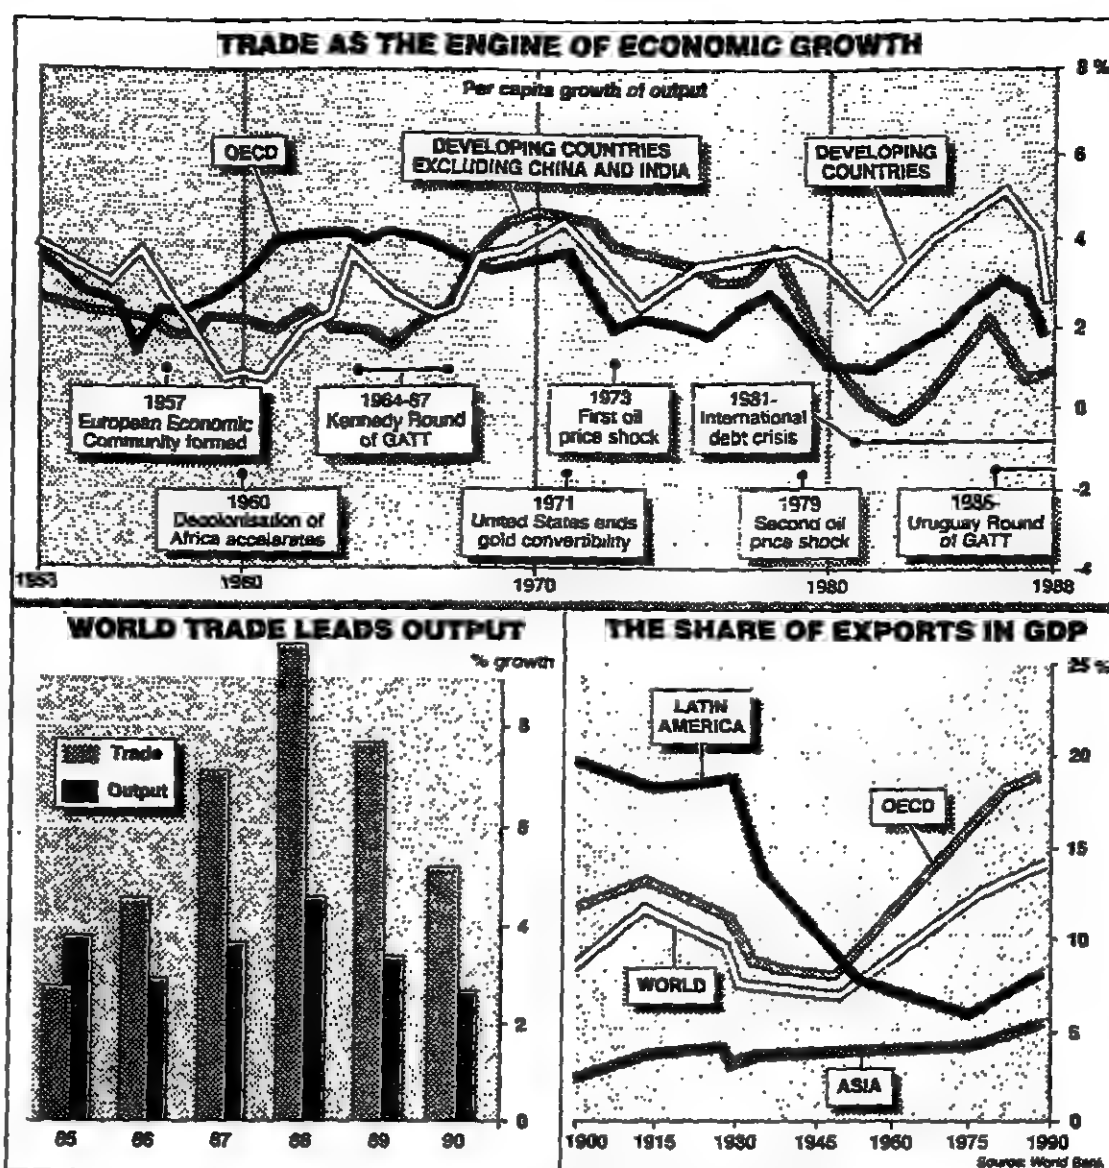 TRADE AS THE ENGINE OF ECONOMIC GROWTH
8 %
Per capita growth of output
OECD
DEVELOPING COUNTRIES
EXCLUDING CHINA AND INDIA
DEVELOPING
COUNTRIES
6
4
2
0
-2
-4
1957
European Economic
Community formed
1964-67
Kennedy Round
of GATT
1973
First oil
price shock
1981-
International
debt crisis
1960
Decolonisation of
Africa accelerates
1971
United States ends
gold convertibility
1979
Second oil
price shock
1986-
Uruguay Round
of GATT
1953
1960
1970
1980
1988
WORLD TRADE LEADS OUTPUT
% growth
8
6
4
2
0
Trade
Output
85
86
87
88
89
90
THE SHARE OF EXPORTS IN GDP
25 %
20
15
10
5
0
LATIN
AMERICA
OECD
WORLD
ASIA
1900
1915
1930
1945
1960
1975
1990
Source: World Bank